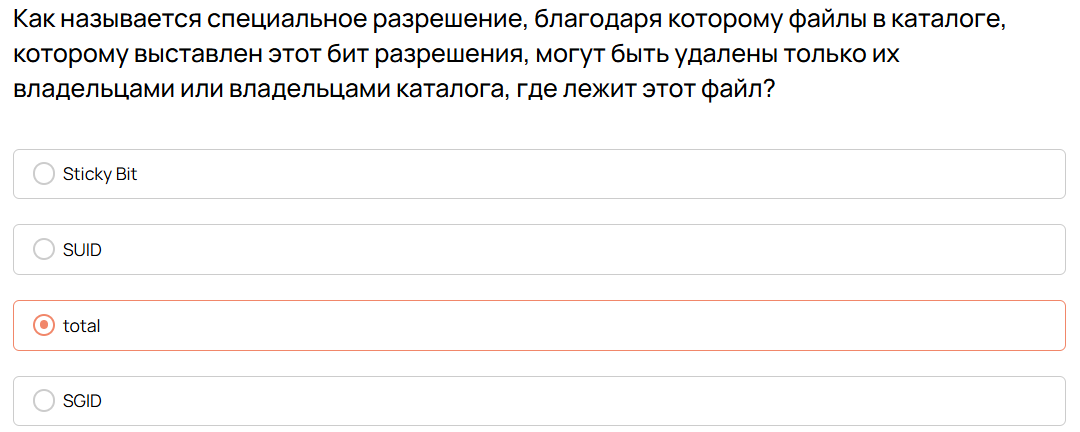 Как называется специальное разрешение, благодаря которому файлы в каталоге,
которому выставлен этот бит разрешения, могут быть удалены только их
владельцами или владельцами каталога, где лежит этот файл?
Sticky Bit
SUID
total
SGID